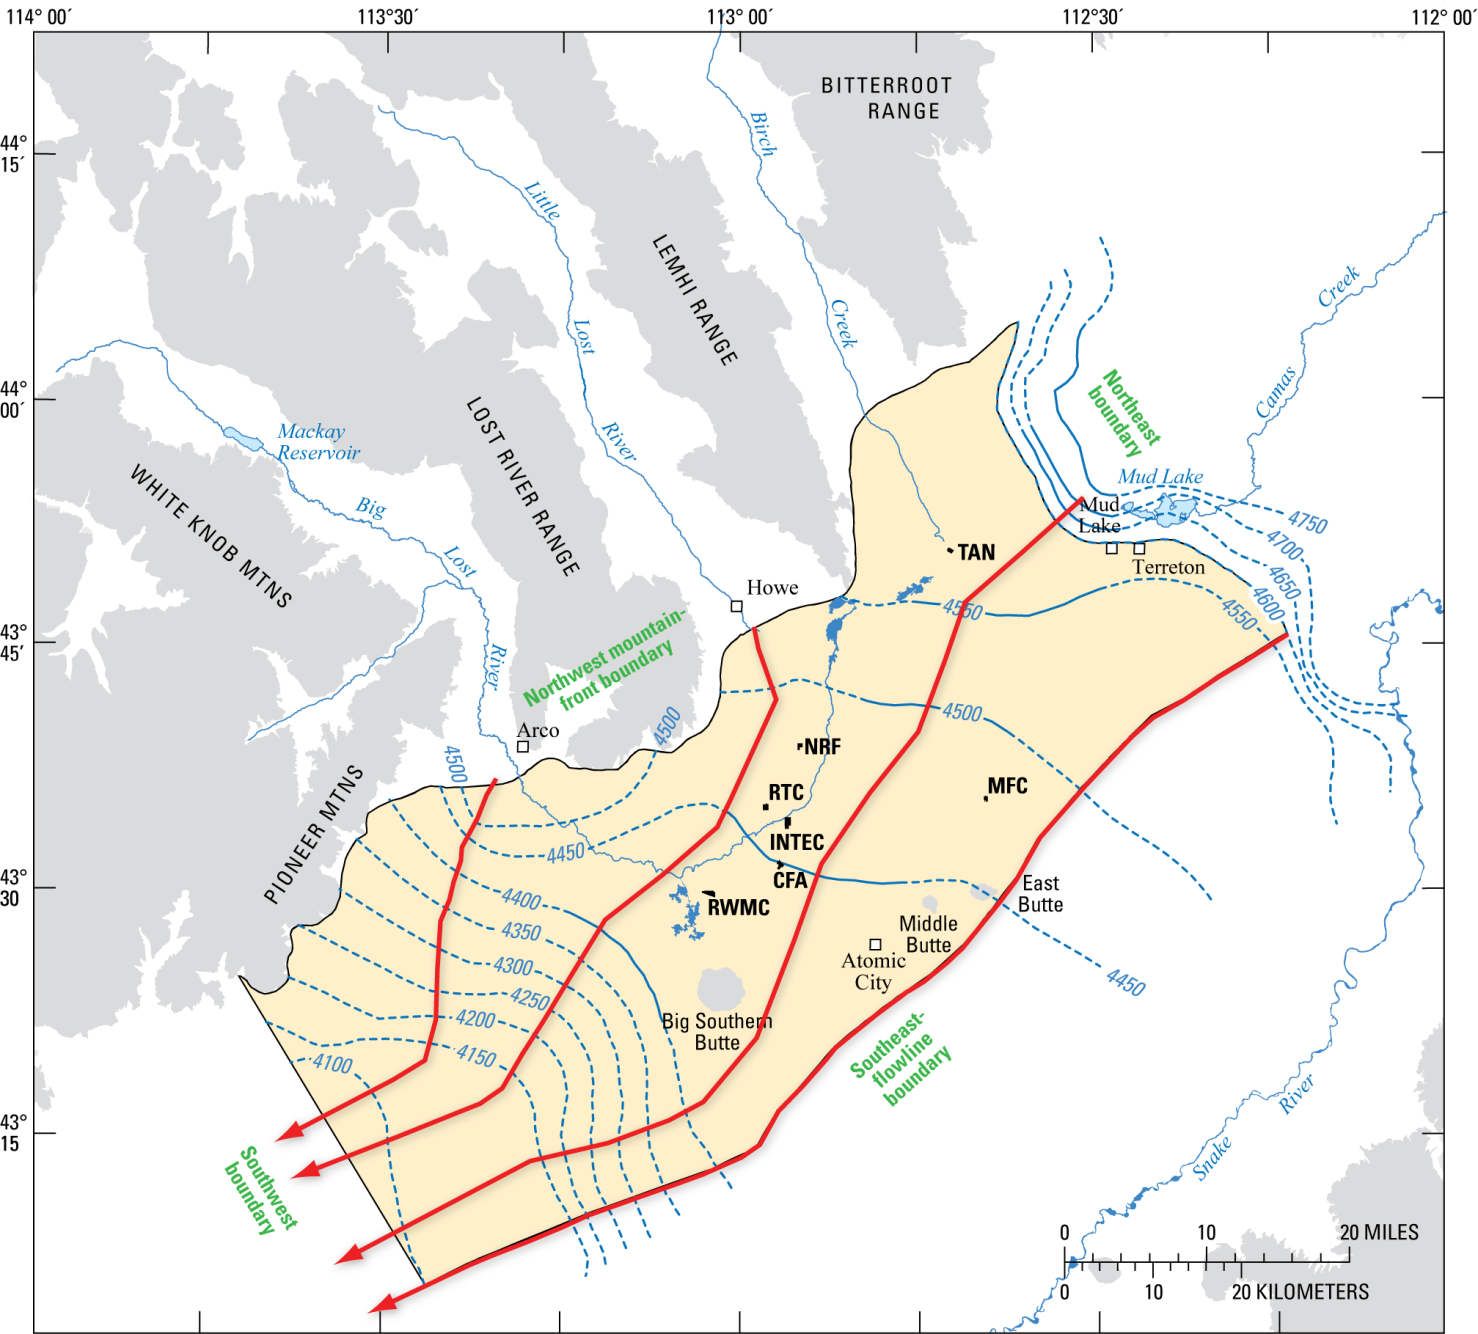 114° 00´
113°30´
113° 00´
112°30´
112° 00´
BITTERROOT
RANGE
Birch
44°
15´
Little
LEMHI RANGE
Creek
Creek
Lost
44°
00´
Camas
Northeast
boundary
LOST RIVER RANGE
River
Mackay
Reservoir
WHITE KNOB MTNS
Mud Lake
Big
Mud
Lake
4750
4700
Lost
TAN
Terreton
4650
Howe
4600
4550
4550
43°
45´
River
Northwest mountain-
front boundary
4500
4500
Arco
NRF
4500
PIONEER MTNS
RTC
MFC
INTEC
4450
CFA
43°
30
East
Butte
4400
RWMC
Middle
Butte
4350
Atomic
City
4300
4450
4250
4200
Big Southern
Butte
Southeast-
flowline
boundary
4150
4100
River
43°
15´
Southwest
boundary
Snake
0 10 20 MILES
0 10 20 KILOMETERS